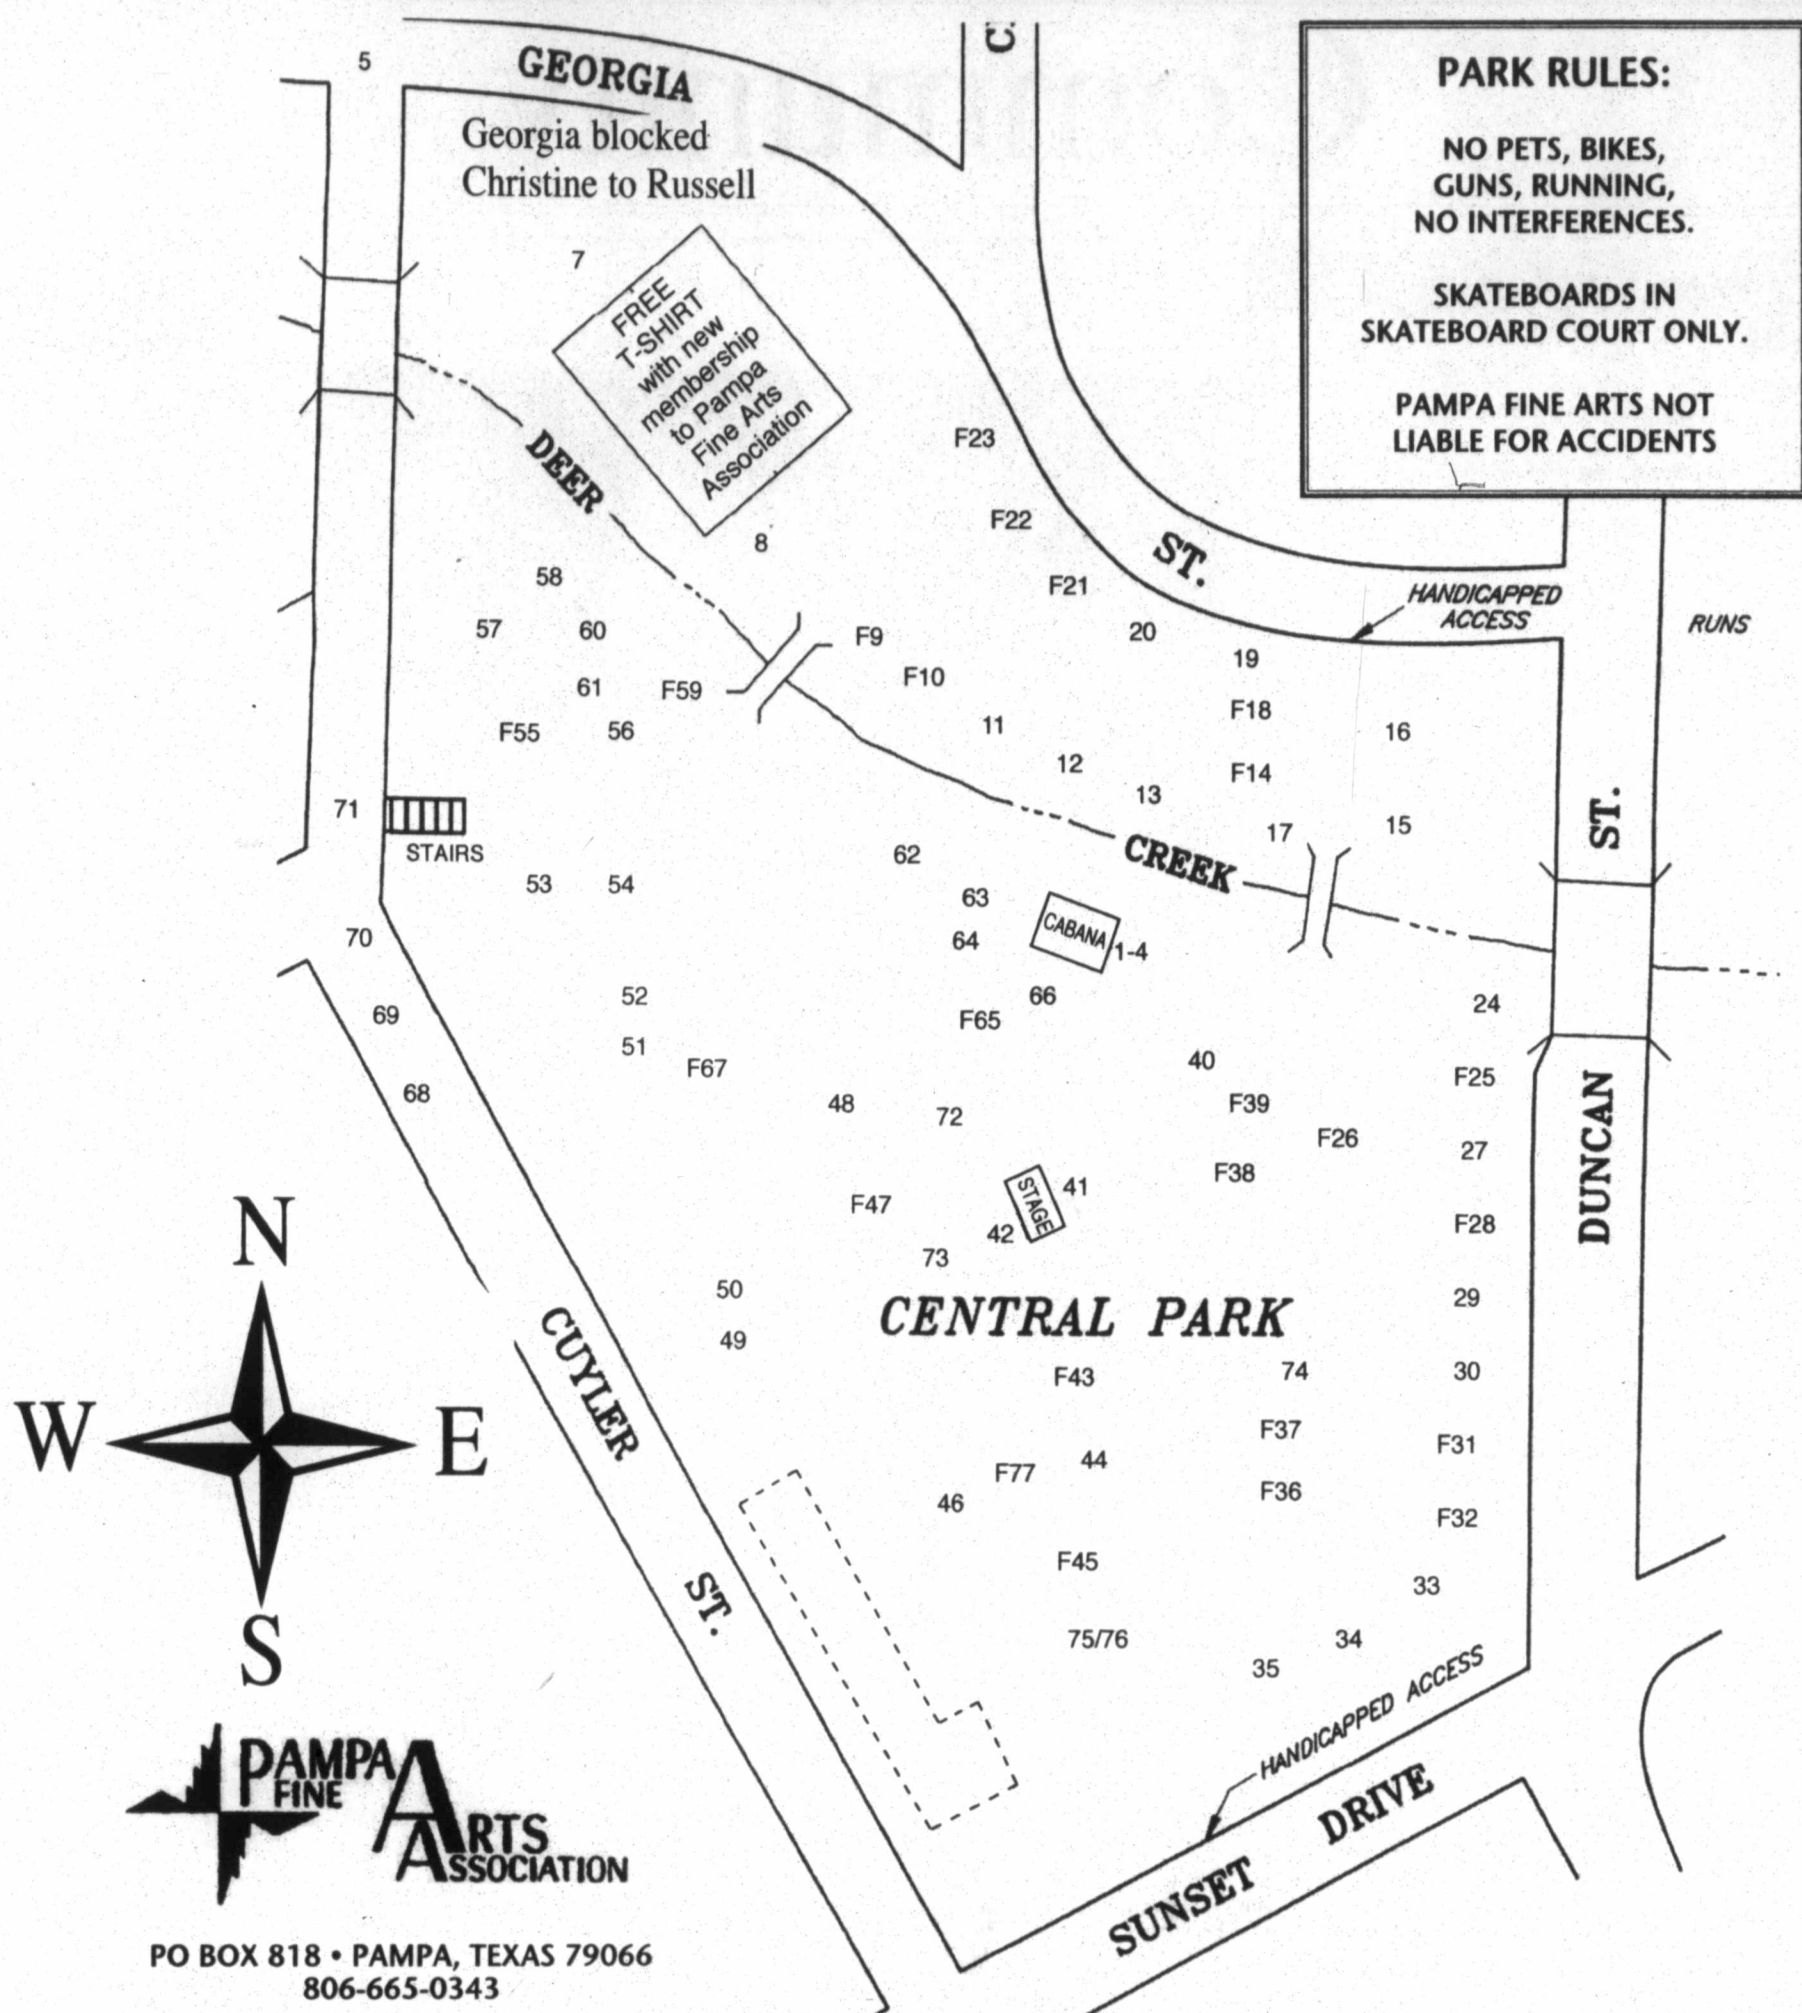 5
GEORGIA
C.
Georgia blocked
Christine to Russell
PARK RULES:
NO PETS, BIKES,
GUNS, RUNNING,
NO INTERFERENCES.
SKATEBOARDS IN
SKATEBOARD COURT ONLY.
PAMPA FINE ARTS NOT
LIABLE FOR ACCIDENTS
7
FREE
T-SHIRT
with new
membership
to Pampa
Fine Arts
Association
DEER
8
F23
F22
F21
ST.
HANDICAPPED
ACCESS
RUNS
58
57
60
F9
20
19
61
F59
F10
F18
F55
56
11
16
12
F14
13
71
STAIRS
17
15
ST.
CREEK
62
53
54
63
70
64
CABANA
1-4
52
66
24
69
F65
51
F67
40
F25
68
48
72
F39
F26
27
DUNCAN
F38
STAGE
41
F47
42
F28
73
50
29
CENTRAL PARK
49
F43
74
30
CUYLER
F37
F31
44
F77
46
F36
F32
F45
33
ST.
75/76
34
35
HANDICAPPED ACCESS
SUNSET DRIVE
N
W
E
S
PAMPA
FINE
ARTS
ASSOCIATION
PO BOX 818 • PAMPA, TEXAS 79066
806-665-0343